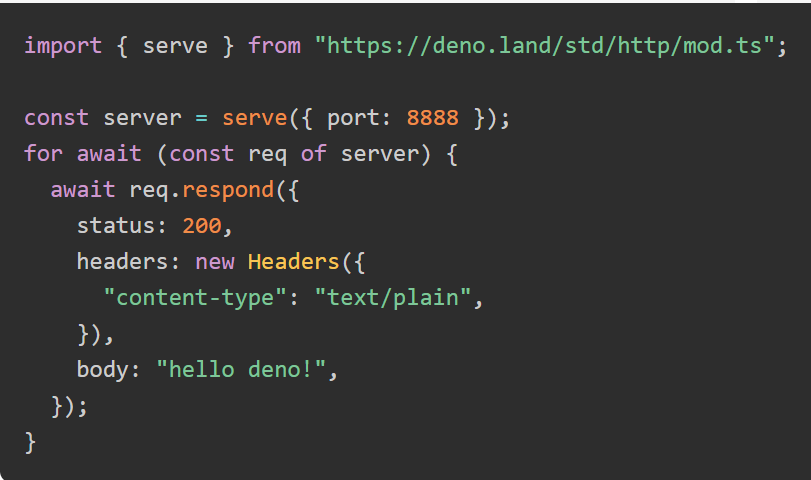 import { serve } from "https://deno.land/std/http/mod.ts";

const server = serve({ port: 8888 });
for await (const req of server) {
  await req.respond({
    status: 200,
    headers: new Headers({
      "content-type": "text/plain",
    }),
    body: "hello deno!",
  });
}